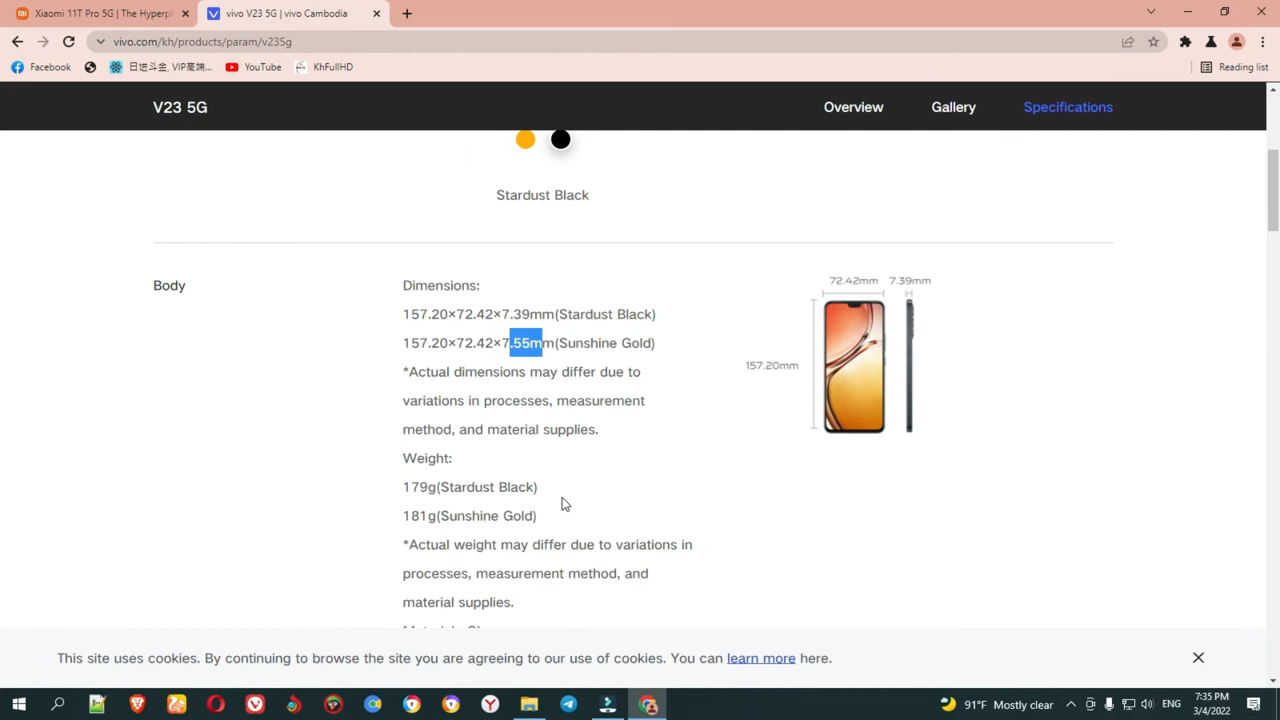 Xiaomi 11T Pro 5G | The Hyperph
vivo V23 5G | vivo Cambodia
vivo.com/kh/products/param/v235g
Facebook
日进斗金, VIP高端...
YouTube
KhFullHD
Reading list
V23 5G
Overview
Gallery
Specifications
Stardust Black
Body
Dimensions:
157.20×72.42×7.39mm(Stardust Black)
157.20×72.42×7.55mm(Sunshine Gold)
*Actual dimensions may differ due to
variations in processes, measurement
method, and material supplies.
Weight:
179g(Stardust Black)
181g(Sunshine Gold)
*Actual weight may differ due to variations in
processes, measurement method, and
material supplies.
72.42mm
7.39mm
157.20mm
This site uses cookies. By continuing to browse the site you are agreeing to our use of cookies. You can learn more here.
91°F Mostly clear
ENG
7:35 PM
3/4/2022